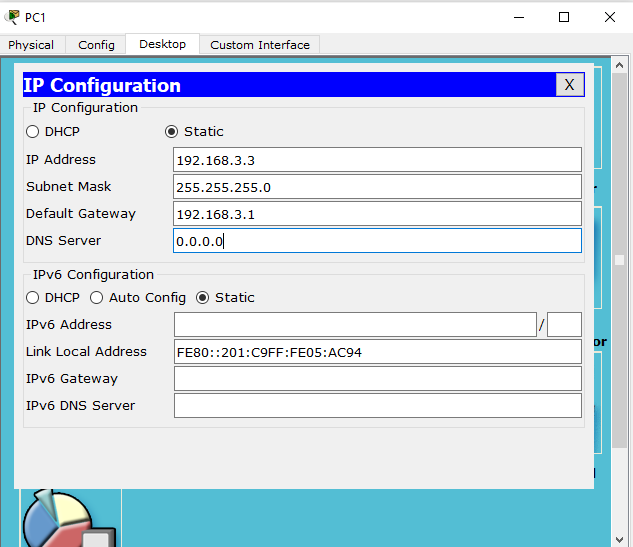 PC1
Physical Config Desktop Custom Interface
IP Configuration X
IP Configuration
DHCP Static
IP Address 192.168.3.3
Subnet Mask 255.255.255.0
Default Gateway 192.168.3.1
DNS Server 0.0.0.0
IPv6 Configuration
DHCP Auto Config Static
IPv6 Address /
Link Local Address FE80::201:C9FF:FE05:AC94
IPv6 Gateway
IPv6 DNS Server